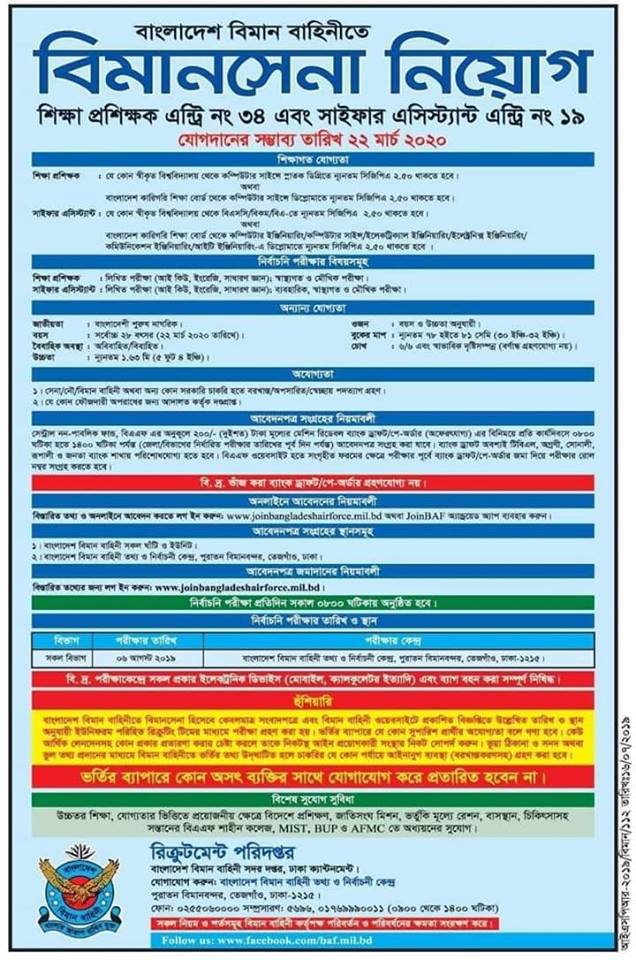 বাংলাদেশ বিমান বাহিনীতে
বিমানসেনা নিয়োগ
শিক্ষা প্রশিক্ষক এন্ট্রি নং ৩৪ এবং সাইফার এসিস্ট্যান্ট এন্ট্রি নং ১৯
যোগদানের সম্ভাব্য তারিখ ২২ মার্চ ২০২০
শিক্ষাগত যোগ্যতা
শিক্ষা প্রশিক্ষক : যে কোন স্বীকৃত বিশ্ববিদ্যালয় থেকে কম্পিউটার সাইন্সে স্নাতক ডিগ্রিতে ন্যূনতম সিজিপিএ ২.৫০ থাকতে হবে।
অথবা
বাংলাদেশ কারিগরি শিক্ষা বোর্ড থেকে কম্পিউটার সাইন্সে ডিপ্লোমাতে ন্যূনতম সিজিপিএ ২.৫০ থাকতে হবে।
সাইফার এসিস্ট্যান্ট : যে কোন স্বীকৃত বিশ্ববিদ্যালয় থেকে বিএসসি/বিকম/বিএ-তে ন্যূনতম সিজিপিএ ২.৫০ থাকতে হবে।
অথবা
বাংলাদেশ কারিগরি শিক্ষা বোর্ড থেকে কম্পিউটার ইঞ্জিনিয়ারিং/কম্পিউটার সাইন্স/ইলেকট্রিক্যাল ইঞ্জিনিয়ারিং/ইলেক্ট্রনিক্স ইঞ্জিনিয়ারিং/
কমিউনিকেশন ইঞ্জিনিয়ারিং/আইটি ইঞ্জিনিয়ারিং-এ ডিপ্লোমাতে ন্যূনতম সিজিপিএ ২.৫০ থাকতে হবে ।
নির্বাচনি পরীক্ষার বিষয়সমূহ
শিক্ষা প্রশিক্ষক : লিখিত পরীক্ষা (আই কিউ, ইংরেজি, সাধারণ জ্ঞান); স্বাস্থ্যগত ও মৌখিক পরীক্ষা।
সাইফার এসিস্ট্যান্ট : লিখিত পরীক্ষা (আই কিউ, ইংরেজি, সাধারণ জ্ঞান); ব্যবহারিক, স্বাস্থ্যগত ও মৌখিক পরীক্ষা।
অন্যান্য যোগ্যতা
জাতীয়তা : বাংলাদেশী পুরুষ নাগরিক।
ওজন : বয়স ও উচ্চতা অনুযায়ী।
বয়স : সর্বোচ্চ ২৮ বৎসর (২২ মার্চ ২০২০ তারিখে)।
বুকের মাপ : ন্যূনতম ৭৮ হইতে ৮১ সেমি (৩০ ইঞ্চি-৩২ ইঞ্চি)।
বৈবাহিক অবস্থা : অবিবাহিত/বিবাহিত।
চোখ : ৬/৬ এবং স্বাভাবিক দৃষ্টিসম্পন্ন (বর্ণান্ধ গ্রহণযোগ্য নয়)।
উচ্চতা : ন্যূনতম ১.৬৩ মি (৫ ফুট ৪ ইঞ্চি)।
অযোগ্যতা
১। সেনা/নৌ/বিমান বাহিনী অথবা অন্য কোন সরকারি চাকরি হতে বরখাস্ত/অপসারিত/স্বেচ্ছায় পদত্যাগ গ্রহণ।
২। যে কোন ফৌজদারী অপরাধের জন্য আদালত কর্তৃক দণ্ডপ্রাপ্ত।
আবেদনপত্র সংগ্রহের নিয়মাবলী
সেন্ট্রাল নন-পাবলিক ফান্ড, বিএএফ এর অনুকূলে ২০০/- (দুইশত) টাকা মূল্যের মেশিন রিডেবল ব্যাংক ড্রাফট/পে-অর্ডার (অফেরৎযোগ্য) এর বিনিময়ে প্রতি কার্যদিবসে ০৮০০
ঘটিকা হতে ১৪০০ ঘটিকা পর্যন্ত (জেলা/বিভাগের নির্ধারিত পরীক্ষার তারিখের পূর্ব দিন পর্যন্ত) আবেদনপত্র সংগ্রহ করা যাবে। ব্যাংক ড্রাফট অবশ্যই টিবিএল, অগ্রণী, সোনালী,
রূপালী ও জনতা ব্যাংক শাখায় পরিশোধযোগ্য হতে হবে। বিএএফ ওয়েবসাইট হতে সংগৃহীত ফরমের ক্ষেত্রে পরীক্ষার পূর্বে ব্যাংক ড্রাফট/পে-অর্ডার জমা দিয়ে পরীক্ষার রোল
নম্বর সংগ্রহ করতে হবে।
বি. দ্র. ভাঁজ করা ব্যাংক ড্রাফট/পে-অর্ডার গ্রহণযোগ্য নয়।
অনলাইনে আবেদনের নিয়মাবলী
বিস্তারিত তথ্য ও অনলাইনে আবেদন করতে লগ ইন করুন: www.joinbangladeshairforce.mil.bd অথবা JoinBAF অ্যান্ড্রয়েড অ্যাপ ব্যবহার করুন।
আবেদনপত্র সংগ্রহের স্থানসমূহ
১। বাংলাদেশ বিমান বাহিনী সকল ঘাঁটি ও ইউনিট।
২। বাংলাদেশ বিমান বাহিনী তথ্য ও নির্বাচনী কেন্দ্র, পুরাতন বিমানবন্দর, তেজগাঁও, ঢাকা।
আবেদনপত্র জমাদানের নিয়মাবলী
বিস্তারিত তথ্যের জন্য লগ ইন করুন: www.joinbangladeshairforce.mil.bd।
নির্বাচনি পরীক্ষা প্রতিদিন সকাল ০৮০০ ঘটিকায় অনুষ্ঠিত হবে।
নির্বাচনি পরীক্ষার তারিখ ও স্থান
বিভাগ পরীক্ষার তারিখ পরীক্ষার কেন্দ্র
সকল বিভাগ ০৬ আগস্ট ২০১৯ বাংলাদেশ বিমান বাহিনী তথ্য ও নির্বাচনী কেন্দ্র, পুরাতন বিমানবন্দর, তেজগাঁও, ঢাকা-১২১৫।
বি. দ্র. পরীক্ষাকেন্দ্রে সকল প্রকার ইলেকট্রনিক ডিভাইস (মোবাইল, ক্যালকুলেটর ইত্যাদি) এবং ব্যাগ বহন করা সম্পূর্ণ নিষিদ্ধ।
হুঁশিয়ারি
বাংলাদেশ বিমান বাহিনীতে বিমানসেনা হিসেবে কেবলমাত্র সংবাদপত্রে এবং বিমান বাহিনী ওয়েবসাইটে প্রকাশিত বিজ্ঞপ্তিতে উল্লেখিত তারিখ ও স্থান
অনুযায়ী ইউনিফরম পরিহিত রিক্রুটিং টিমের মাধ্যমে পরীক্ষা গ্রহণ করা হয়। ভর্তির ব্যাপারে যে কোন সুপারিশ প্রার্থীর অযোগ্যতা বলে গণ্য হবে। কেউ
আর্থিক লেনদেনসহ কোন প্রকার প্রতারণা করার চেষ্টা করলে তাকে নিকটস্থ আইন প্রয়োগকারী সংস্থার নিকট সোপর্দ করুন। ভুয়া ঠিকানা ও সনদ অথবা
ভুল তথ্য প্রদানের মাধ্যমে বিমান বাহিনীতে ভর্তির তথ্য উদ্ঘাটিত হলে চাকরির যে কোন পর্যায়ে আইনানুগ ব্যবস্থা (বরখাস্তকরণসহ) গ্রহণ করা হবে।
ভর্তির ব্যাপারে কোন অসৎ ব্যক্তির সাথে যোগাযোগ করে প্রতারিত হবেন না।
বিশেষ সুযোগ সুবিধা
উচ্চতর শিক্ষা, যোগ্যতার ভিত্তিতে প্রয়োজনীয় ক্ষেত্রে বিদেশে প্রশিক্ষণ, জাতিসংঘ মিশন, ভর্তুকি মূল্যে রেশন, বাসস্থান, চিকিৎসাসহ
সন্তানের বিএএফ শাহীন কলেজ, MIST, BUP ও AFMC তে অধ্যয়নের সুযোগ।
রিক্রুটমেন্ট পরিদপ্তর
বাংলাদেশ বিমান বাহিনী সদর দপ্তর, ঢাকা ক্যান্টনমেন্ট।
যোগাযোগ করুন: বাংলাদেশ বিমান বাহিনী তথ্য ও নির্বাচনী কেন্দ্র
পুরাতন বিমানবন্দর, তেজগাঁও, ঢাকা-১২১৫।
ফোন: ০২৫৫০৬০০০০ সম্প্রসারণ: ৫৬৯৬, ০১৭৬৯৯৯০০১১ (০৯০০ থেকে ১৪০০ ঘটিকা)
সকল নিয়ম ও শর্তসমূহ বিমান বাহিনী কর্তৃপক্ষ পরিবর্তন ও পরিবর্ধনের ক্ষমতা সংরক্ষণ করে।
Follow us: www.facebook.com/baf.mil.bd
বাংলাদেশ
বিমান বাহিনী
আইএসপিআর-২০১৯/বিমান/১১২ তারিখঃ১৬/০৭/২০১৯